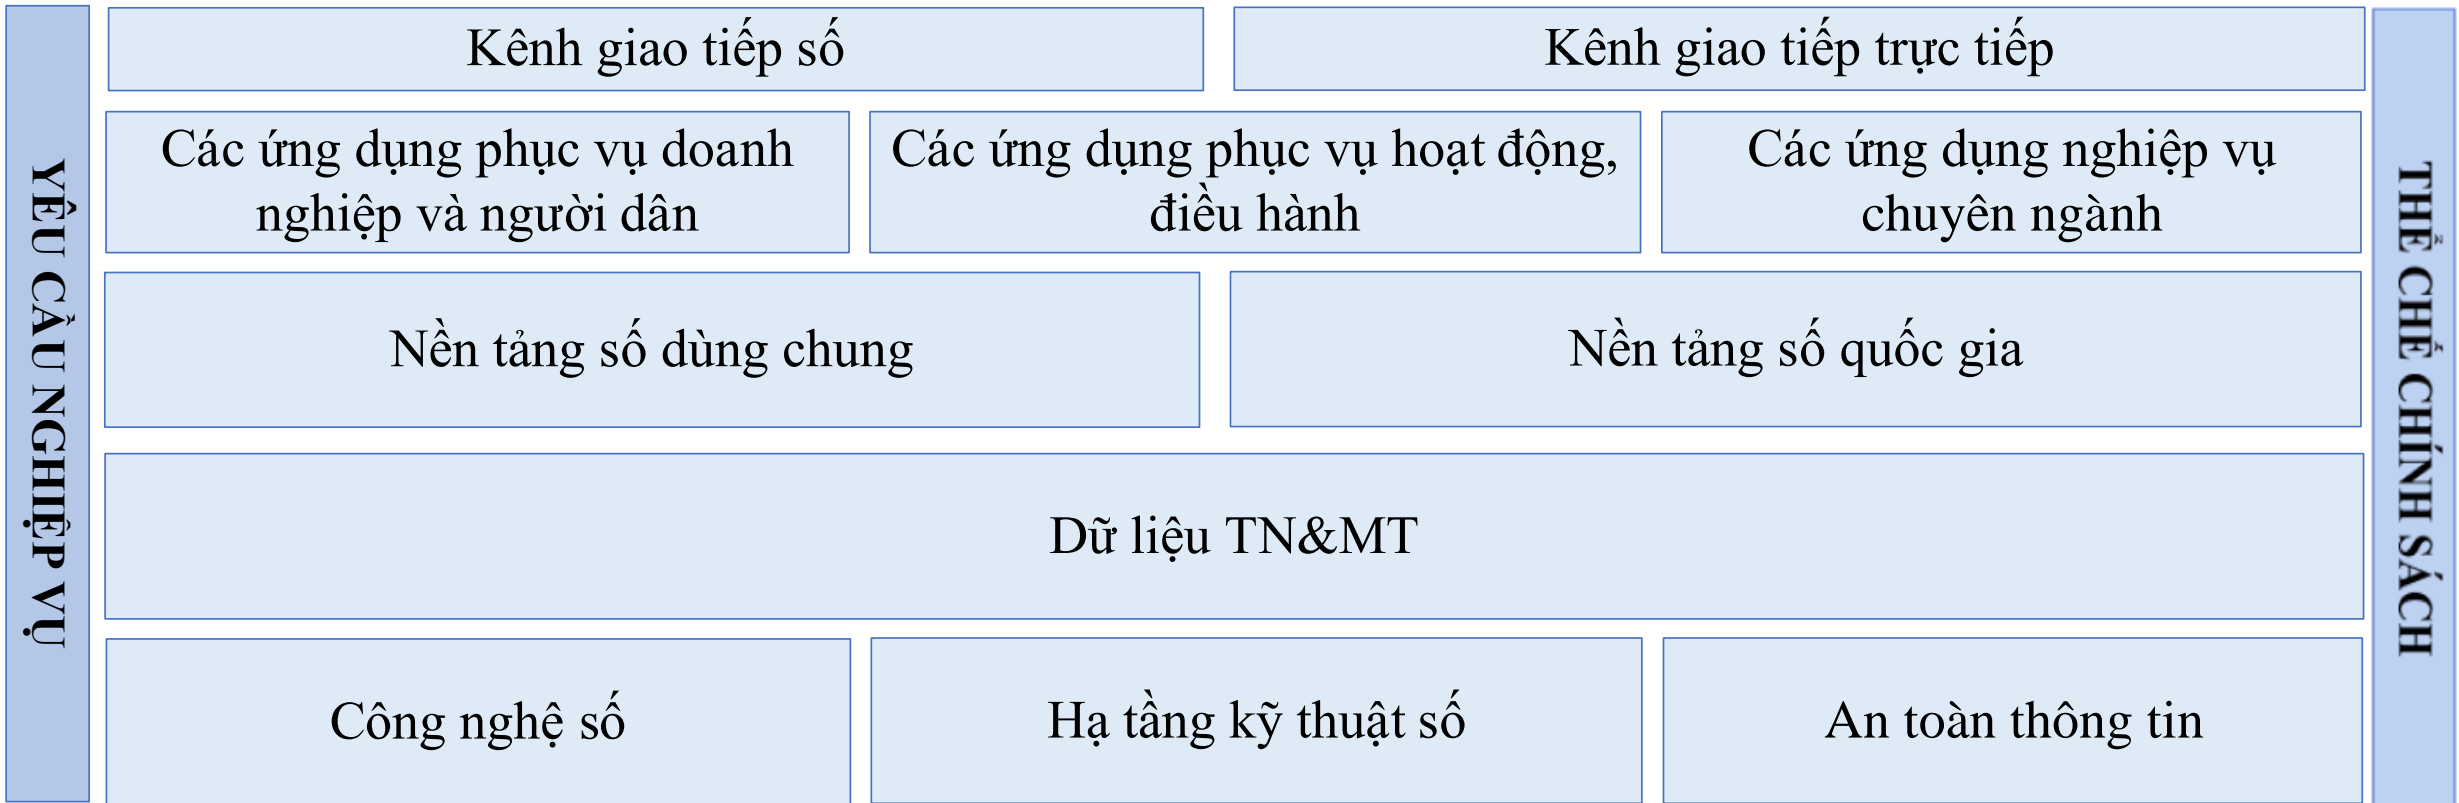 YÊU CẦU NGHIỆP VỤ
Kênh giao tiếp số
Kênh giao tiếp trực tiếp
Các ứng dụng phục vụ doanh
nghiệp và người dân
Các ứng dụng phục vụ hoạt động,
điều hành
Các ứng dụng nghiệp vụ
chuyên ngành
Nền tảng số dùng chung
Nền tảng số quốc gia
Dữ liệu TN&MT
Công nghệ số
Hạ tầng kỹ thuật số
An toàn thông tin
THỂ CHẾ CHÍNH SÁCH